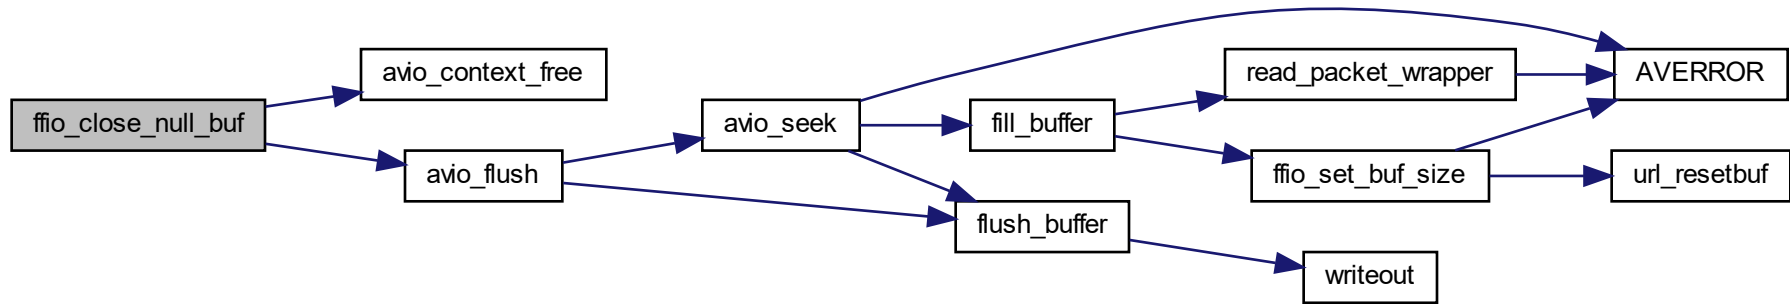 ffio_close_null_buf
avio_context_free
avio_flush
avio_seek
fill_buffer
flush_buffer
read_packet_wrapper
ffio_set_buf_size
writeout
AVERROR
url_resetbuf